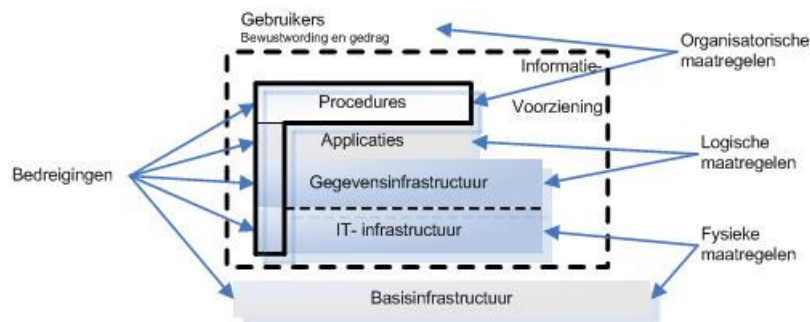 Gebruikers
Bewustwording en gedrag
Organisatorische
maatregelen
Informatie-
Voorziening
Procedures
Applicaties
Logische
maatregelen
Bedreigingen
Gegevensinfrastructuur
IT- infrastructuur
Fysieke
maatregelen
Basisinfrastructuur